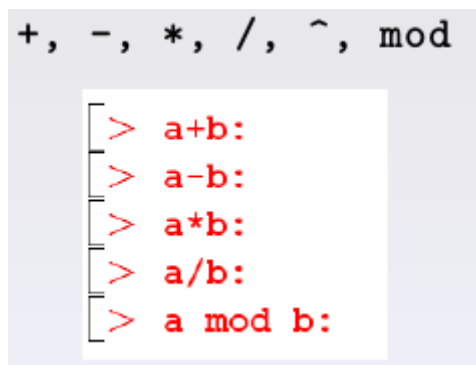 +, -, *, /, ^, mod
> a+b:
> a-b:
> a*b:
> a/b:
> a mod b: